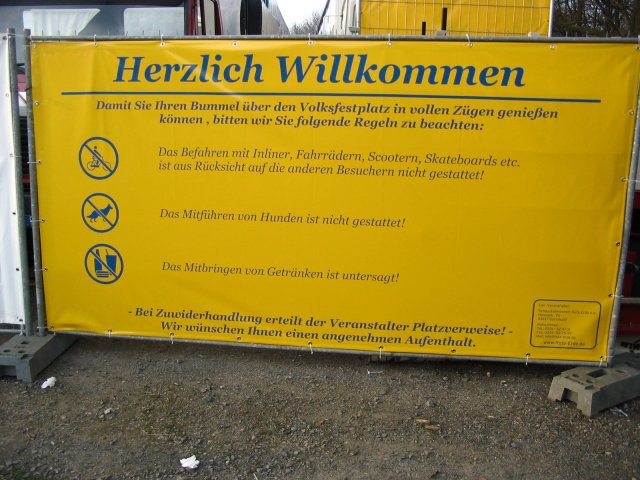 Herzlich Willkommen
Damit Sie Ihren Bummel über den Volksfestplatz in vollen Zügen genießen
können , bitten wir Sie folgende Regeln zu beachten:
Das Befahren mit Inliner, Fahrrädern, Scootern, Skateboards etc.
ist aus Rücksicht auf die anderen Besuchern nicht gestattet!
Das Mitführen von Hunden ist nicht gestattet!
Das Mitbringen von Getränken ist untersagt!
- Bei Zuwiderhandlung erteilt der Veranstalter Platzverweise! -
Wir wünschen Ihnen einen angenehmen Aufenthalt.
Der Veranstalter